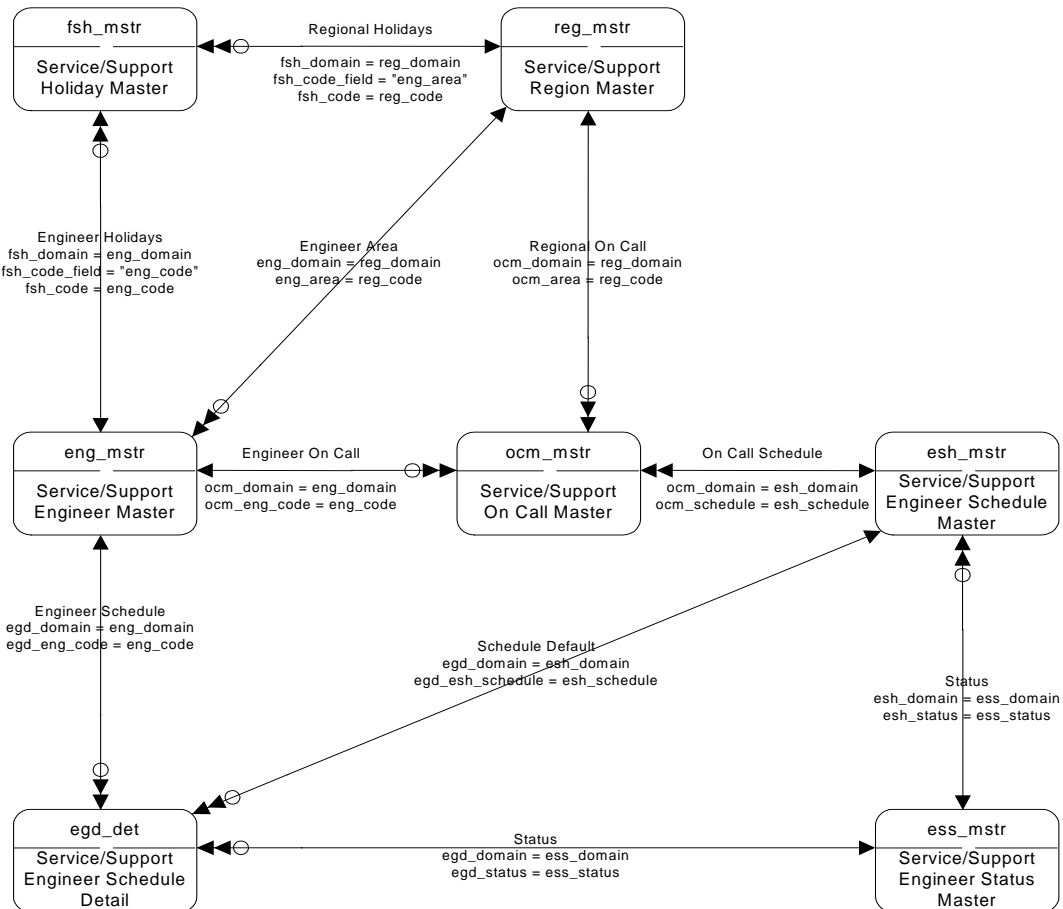 fsh_mstr
Service/Support
Holiday Master
Regional Holidays
fsh_domain = reg_domain
fsh_code_field = "eng_area"
fsh_code = reg_code
reg_mstr
Service/Support
Region Master
Engineer Holidays
fsh_domain = eng_domain
fsh_code_field = "eng_code"
fsh_code = eng_code
Engineer Area
eng_domain = reg_domain
eng_area = reg_code
Regional On Call
ocm_domain = reg_domain
ocm_area = reg_code
eng_mstr
Service/Support
Engineer Master
Engineer On Call
ocm_domain = eng_domain
ocm_eng_code = eng_code
ocm_mstr
Service/Support
On Call Master
On Call Schedule
ocm_domain = esh_domain
ocm_schedule = esh_schedule
esh_mstr
Service/Support
Engineer Schedule
Master
Engineer Schedule
egd_domain = eng_domain
egd_eng_code = eng_code
Schedule Default
egd_domain = esh_domain
egd_esh_schedule = esh_schedule
Status
esh_domain = ess_domain
esh_status = ess_status
egd_det
Service/Support
Engineer Schedule
Detail
Status
egd_domain = ess_domain
egd_status = ess_status
ess_mstr
Service/Support
Engineer Status
Master